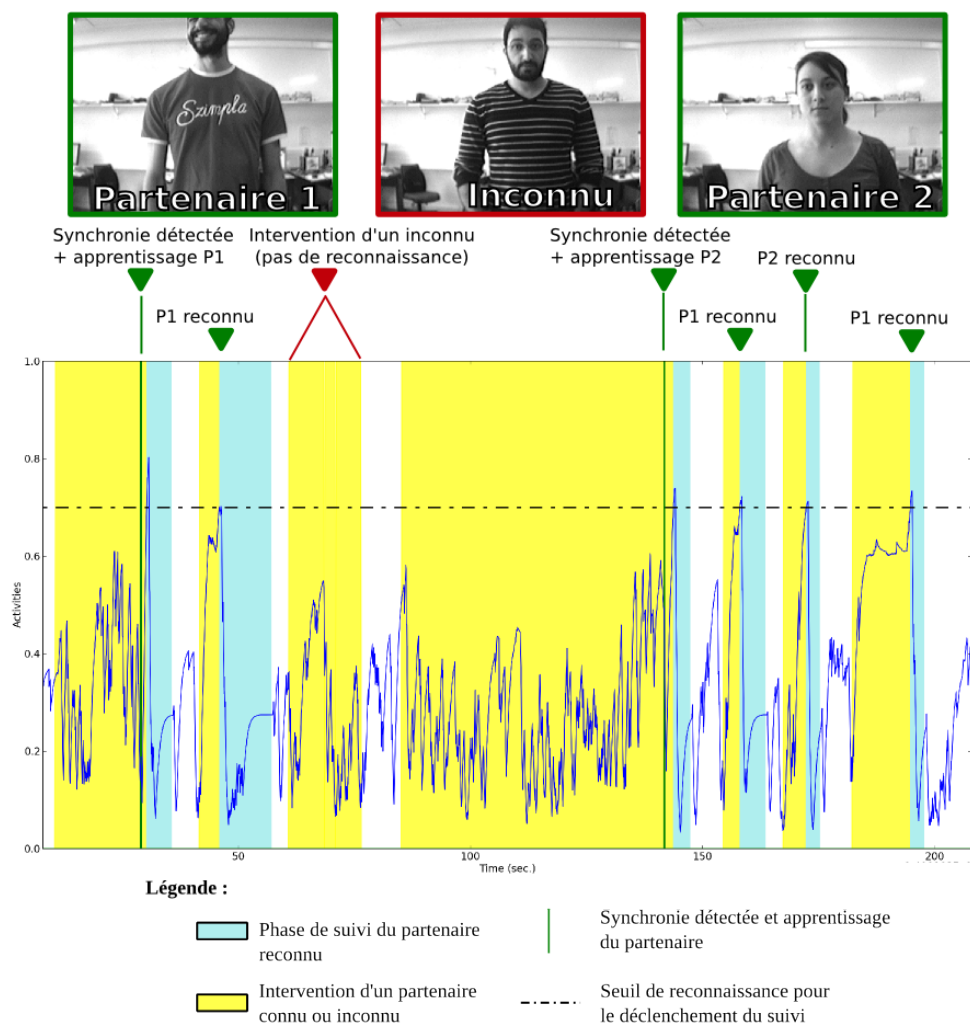 Szimpla
Partenaire 1
Inconnu
Partenaire 2
Synchronie détectée
+ apprentissage P1
Intervention d'un inconnu
(pas de reconnaissance)
Synchronie détectée
+ apprentissage P2
P2 reconnu
P1 reconnu
P1 reconnu
P1 reconnu
1.0
0.8
0.6
0.4
0.2
0.0
Activities
50
100
150
200
Time (sec.)
Légende :
Phase de suivi du partenaire
reconnu
Synchronie détectée et apprentissage
du partenaire
Intervention d'un partenaire
connu ou inconnu
Seuil de reconnaissance pour
le déclenchement du suivi